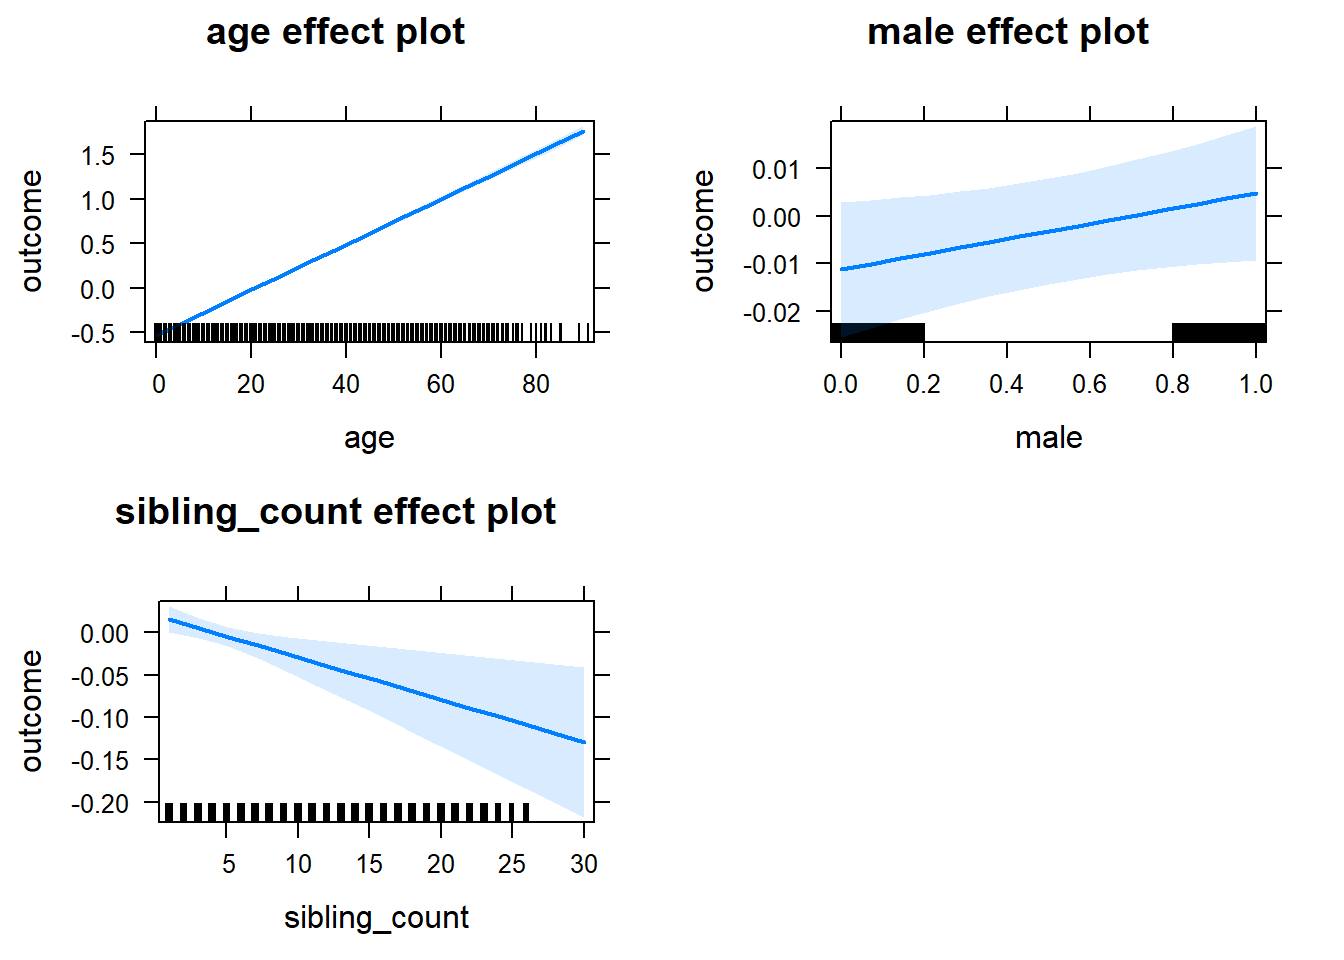 age effect plot
outcome
1.5
1.0
0.5
0.0
-0.5
0 20 40 60 80
age
male effect plot
outcome
0.01
0.00
-0.01
-0.02
0.0 0.2 0.4 0.6 0.8 1.0
male
sibling_count effect plot
outcome
0.00
-0.05
-0.10
-0.15
-0.20
5 10 15 20 25 30
sibling_count